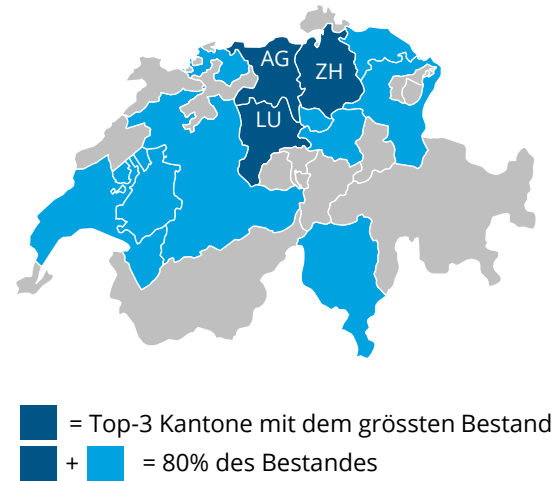 AG
ZH
LU
= Top-3 Kantone mit dem grössten Bestand
+ = 80% des Bestandes